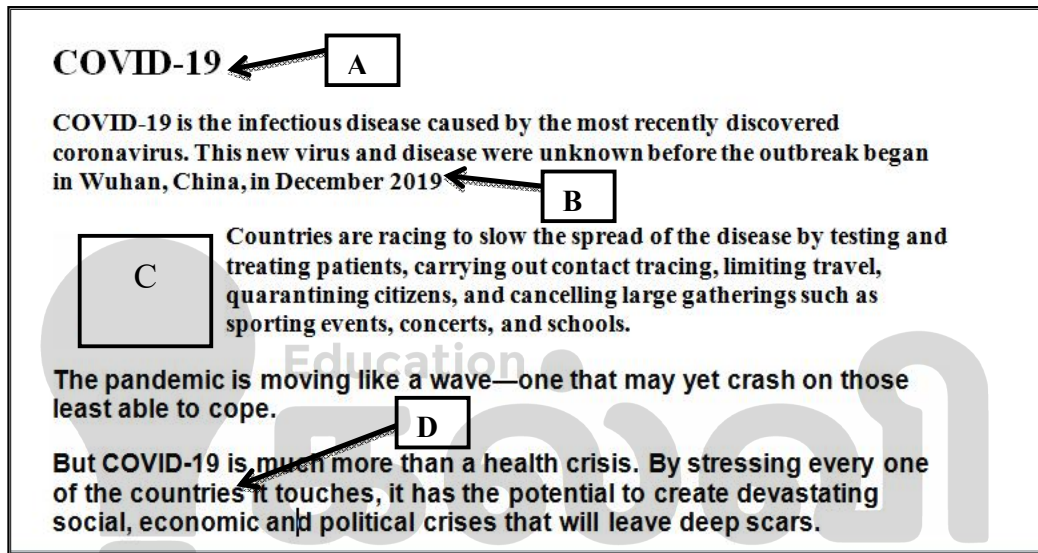 COVID-19
A
COVID-19 is the infectious disease caused by the most recently discovered
coronavirus. This new virus and disease were unknown before the outbreak began
in Wuhan, China, in December 2019
B
C
Countries are racing to slow the spread of the disease by testing and
treating patients, carrying out contact tracing, limiting travel,
quarantining citizens, and cancelling large gatherings such as
sporting events, concerts, and schools.
Education
கல்வி
The pandemic is moving like a wave—one that may yet crash on those
least able to cope.
D
But COVID-19 is much more than a health crisis. By stressing every one
of the countries it touches, it has the potential to create devastating
social, economic and political crises that will leave deep scars.